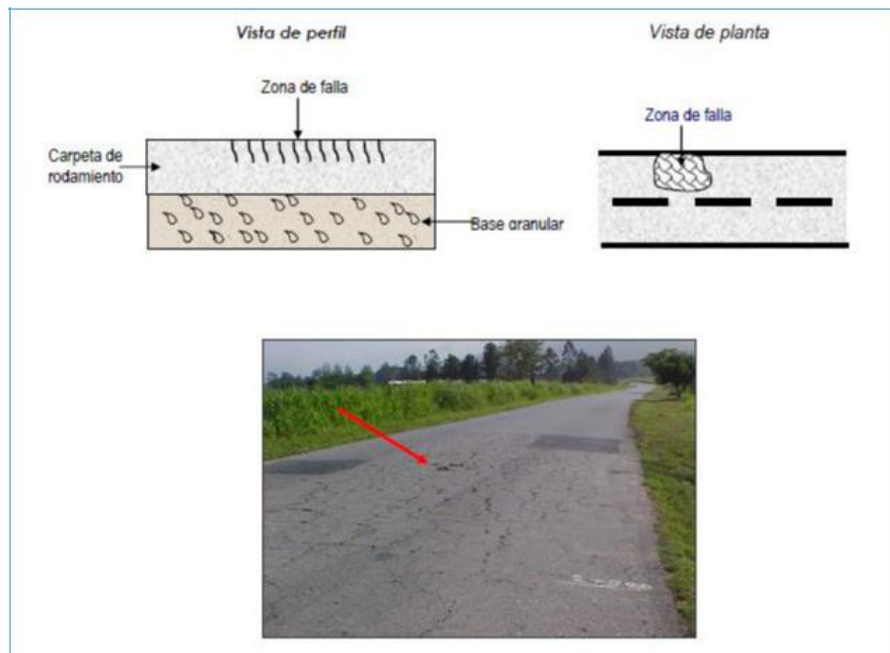 Vista de perfil
Vista de planta
Zona de falla
Zona de falla
Carpeta de
rodamiento
Base granular